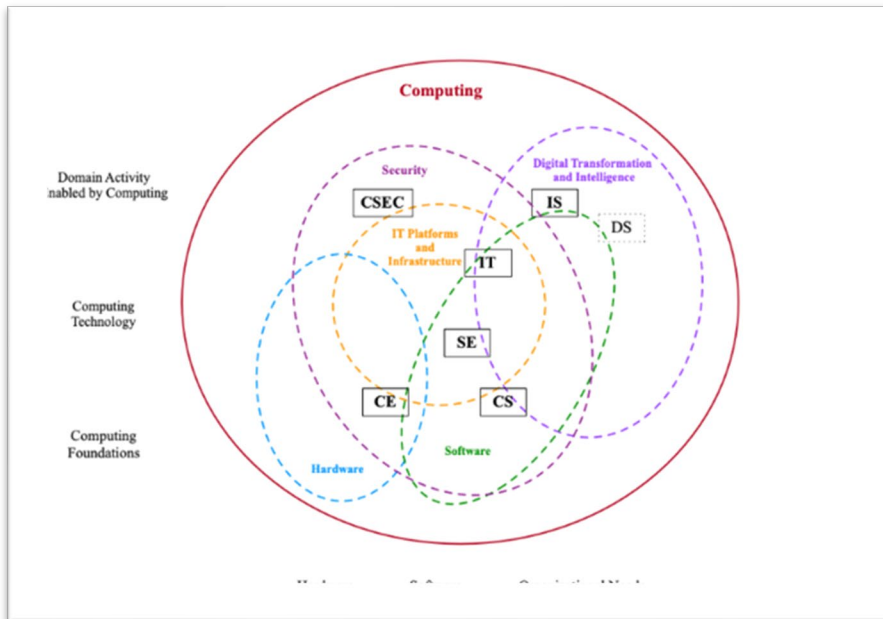 Computing
Domain Activity
nabled by Computing
Security
Digital Transformation
and Intelligence
CSEC
IS
DS
IT Platforms
and
Infrastructure
IT
Computing
Technology
SE
CE
CS
Computing
Foundations
Software
Hardware